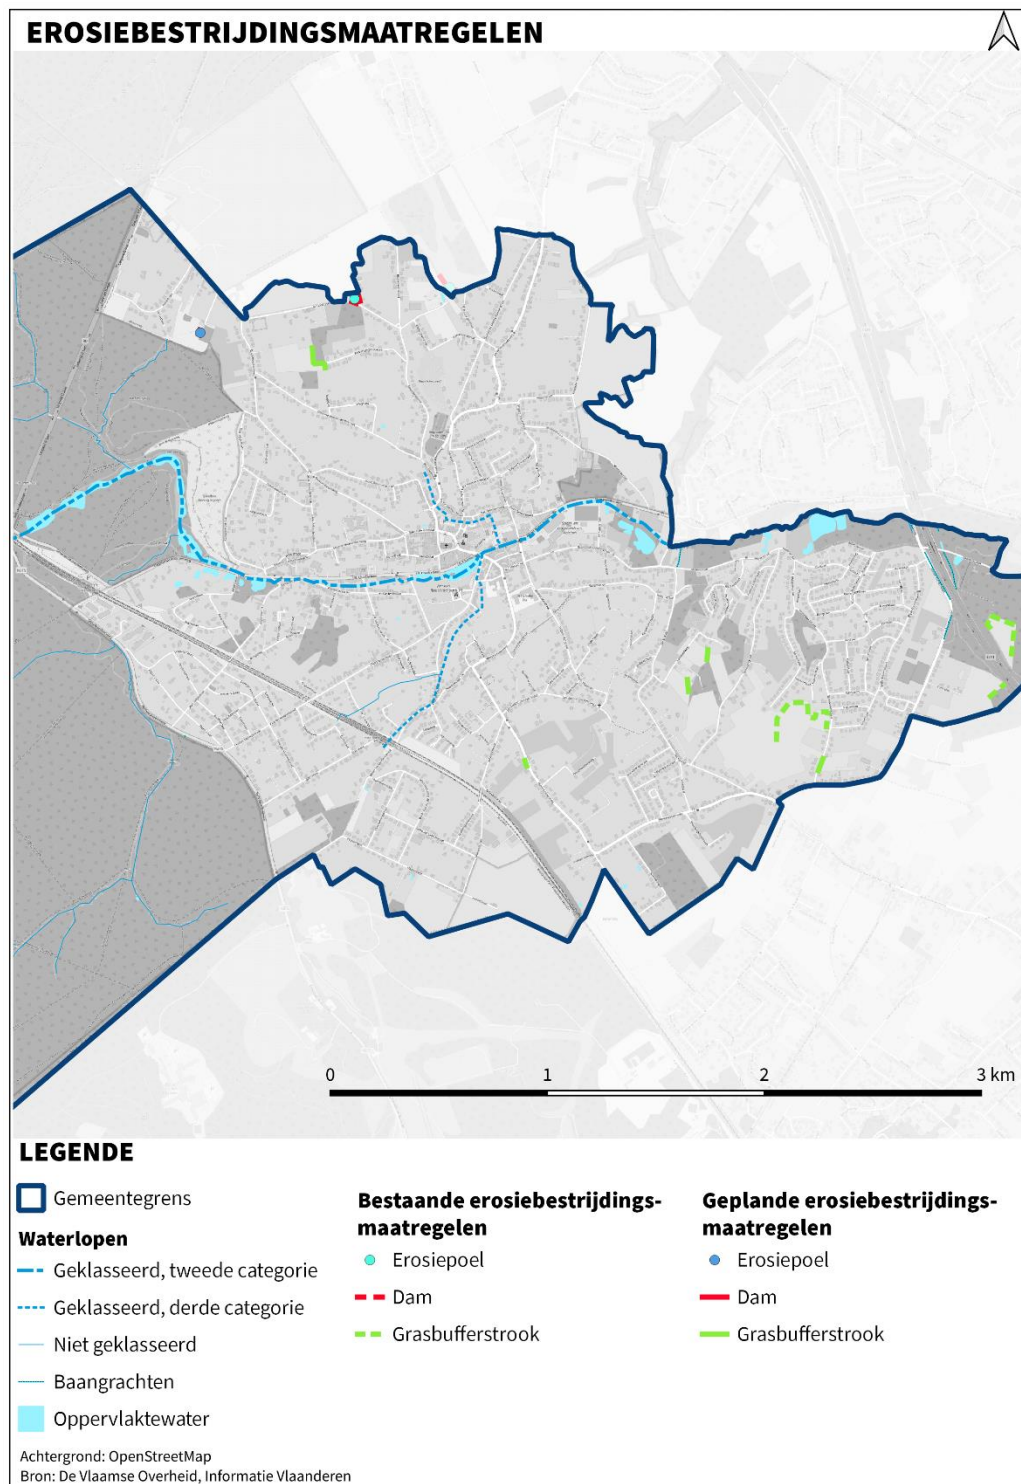 EROSIEBESTRIJDINGSMAATREGELEN
0 1 2 3 km
LEGENDE
Gemeentegrens
Waterlopen
Geklasseerd, tweede categorie
Geklasseerd, derde categorie
Niet geklasseerd
Baangrachten
Oppervlaktewater
Bestaande erosiebestrijdings-
maatregelen
Erosiepoel
Dam
Grasbufferstrook
Geplande erosiebestrijdings-
maatregelen
Erosiepoel
Dam
Grasbufferstrook
Achtergrond: OpenStreetMap
Bron: De Vlaamse Overheid, Informatie Vlaanderen